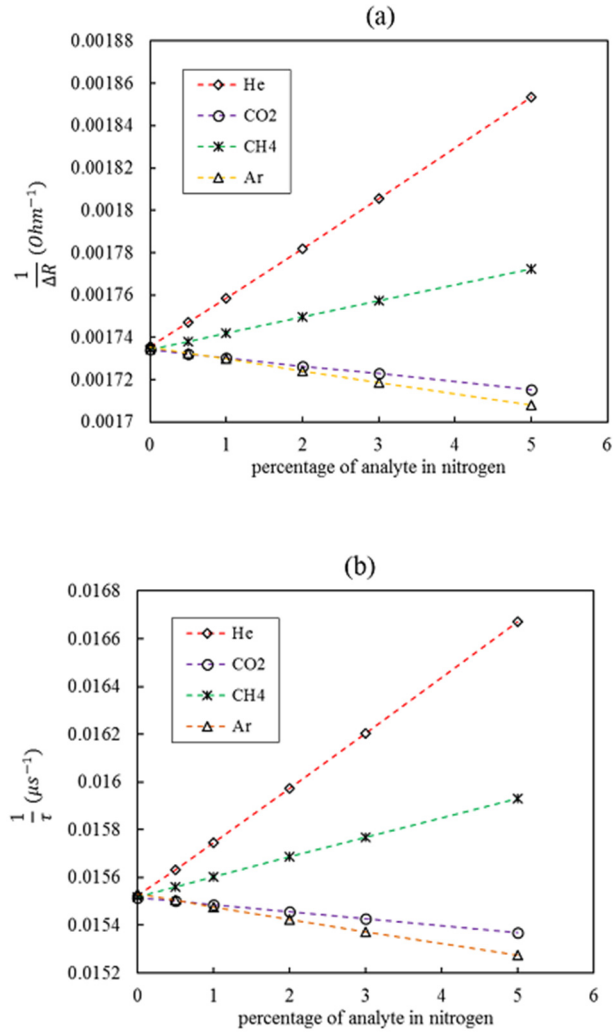 (a)
0.00188
0.00186
0.00184
0.00182
0.0018
0.00178
0.00176
0.00174
0.00172
0.0017
1/ΔR (Ohm⁻¹)
He
CO2
CH4
Ar
0 1 2 3 4 5 6
percentage of analyte in nitrogen
(b)
0.0168
0.0166
0.0164
0.0162
0.016
0.0158
0.0156
0.0154
0.0152
1/τ (μs⁻¹)
He
CO2
CH4
Ar
0 1 2 3 4 5 6
percentage of analyte in nitrogen